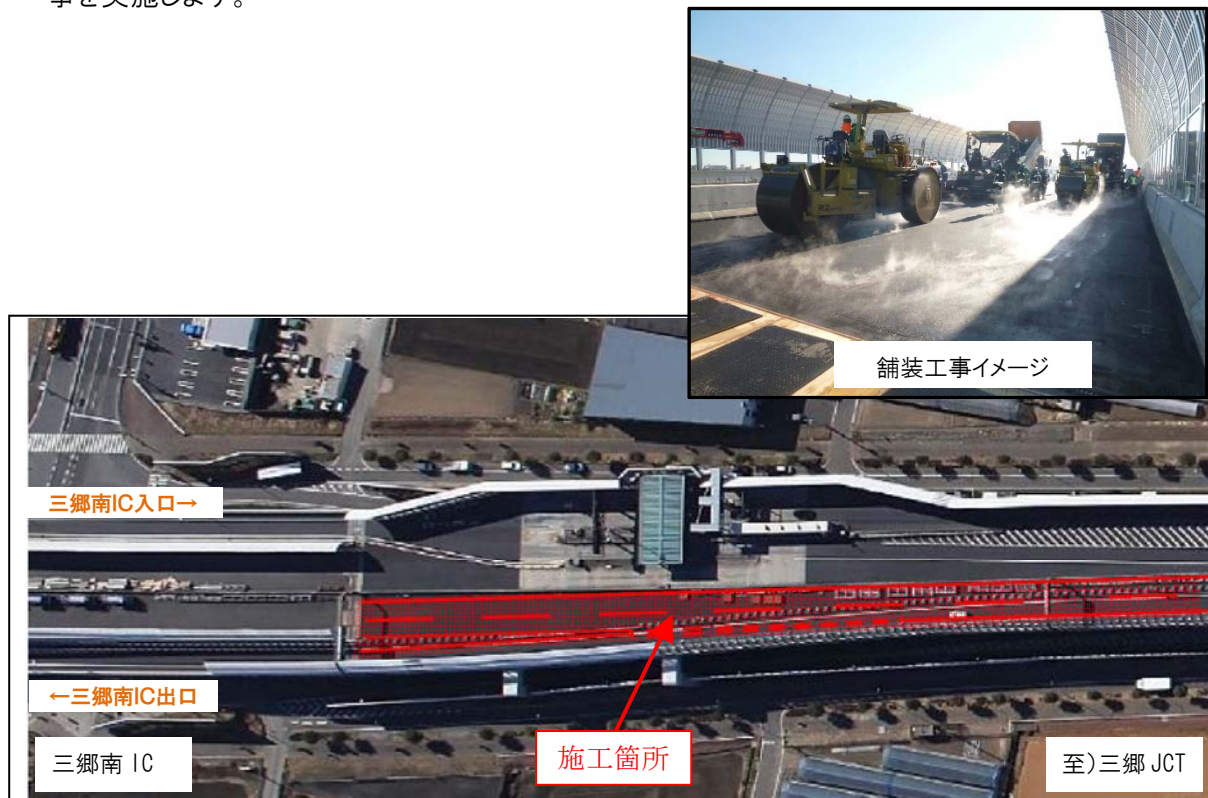 事を実施します。
舗装工事イメージ
三郷南IC入口→
←三郷南IC出口
三郷南 IC
施工箇所
至)三郷 JCT